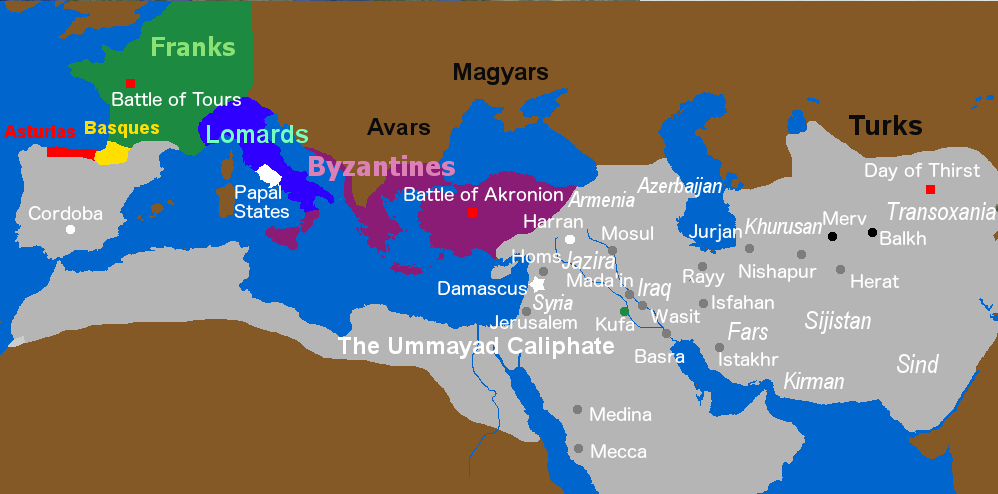 Franks
Magyars
Battle of Tours
Avars
Turks
Asturias
Basques
Lomards
Byzantines
Day of Thirst
Papal
States
Battle of Akronion
Azerbaijan
Armenia
Cordoba
Harran
Mosul
Jurjan
Khurusan
Merv
Transoxania
Balkh
Homs
Jazira
Mada'in
Rayy
Nishapur
Herat
Damascus
Syria
Iraq
Isfahan
Jerusalem
Kufa
Wasit
Sijistan
The Ummayad Caliphate
Basra
Fars
Istakhr
Kirman
Sind
Medina
Mecca